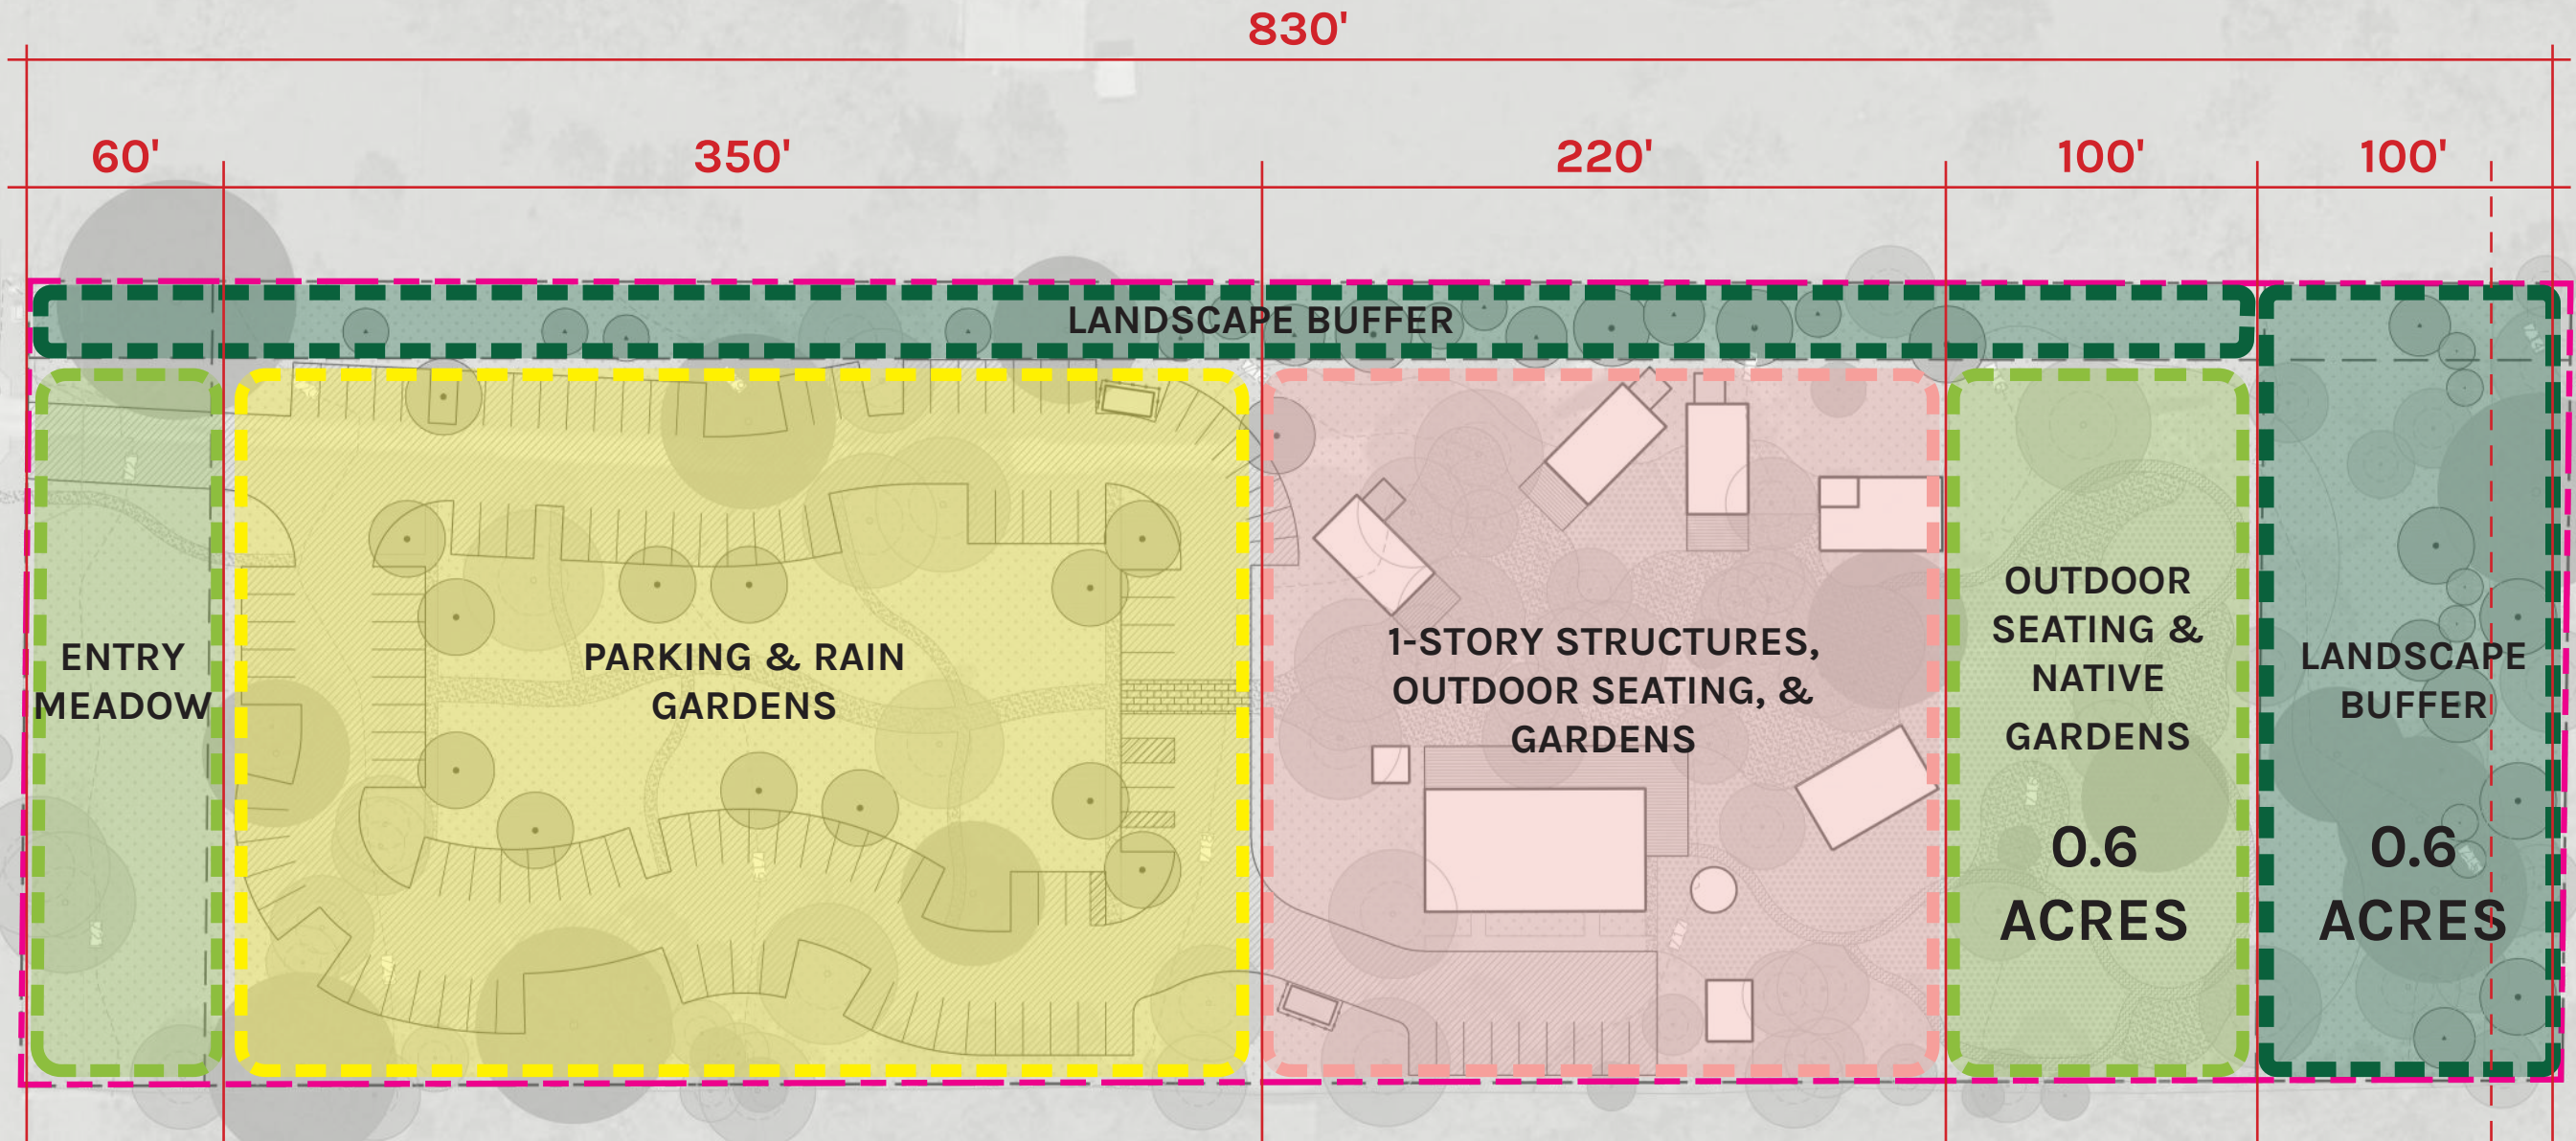 830'
60'
350'
220'
100'
100'
LANDSCAPE BUFFER
ENTRY
MEADOW
PARKING & RAIN
GARDENS
1-STORY STRUCTURES,
OUTDOOR SEATING, &
GARDENS
OUTDOOR
SEATING &
NATIVE
GARDENS
0.6
ACRES
LANDSCAPE
BUFFER
0.6
ACRES